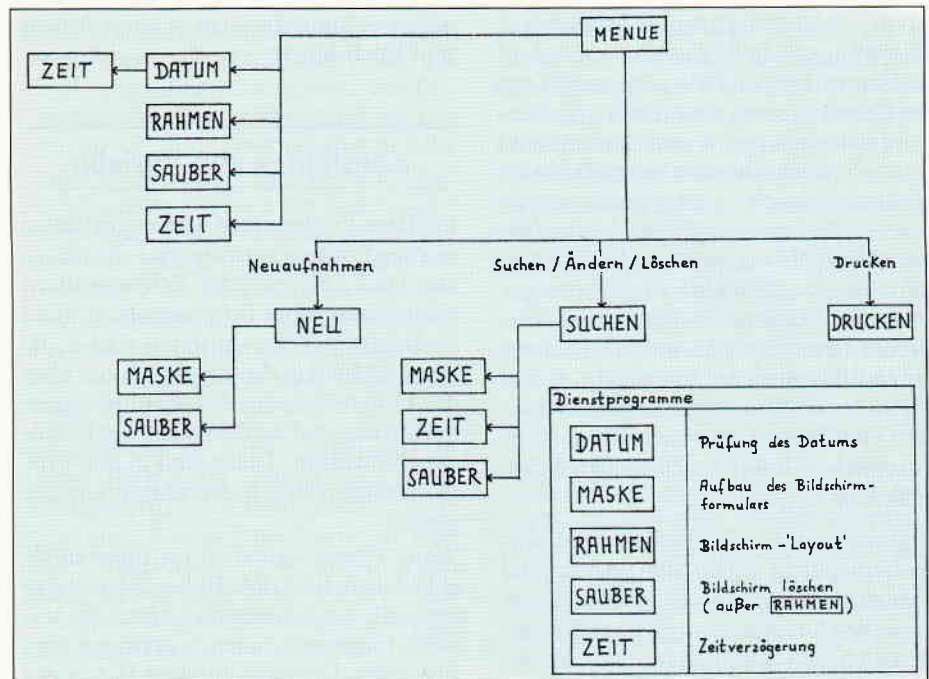 MENUE
ZEIT
DATUM
RAHMEN
SAUBER
ZEIT
Neuaufnahmen
Suchen / Ändern / Löschen
Drucken
NELL
SUCHEN
DRUCKEN
MASKE
SAUBER
MASKE
ZEIT
SAUBER
Dienstprogramme
DATUM
Prüfung des Datums
MASKE
Aufbau des Bildschirm-
formulars
RAHMEN
Bildschirm-'Layout'
SAUBER
Bildschirm löschen
(außer RAHMEN)
ZEIT
Zeitverzögerung